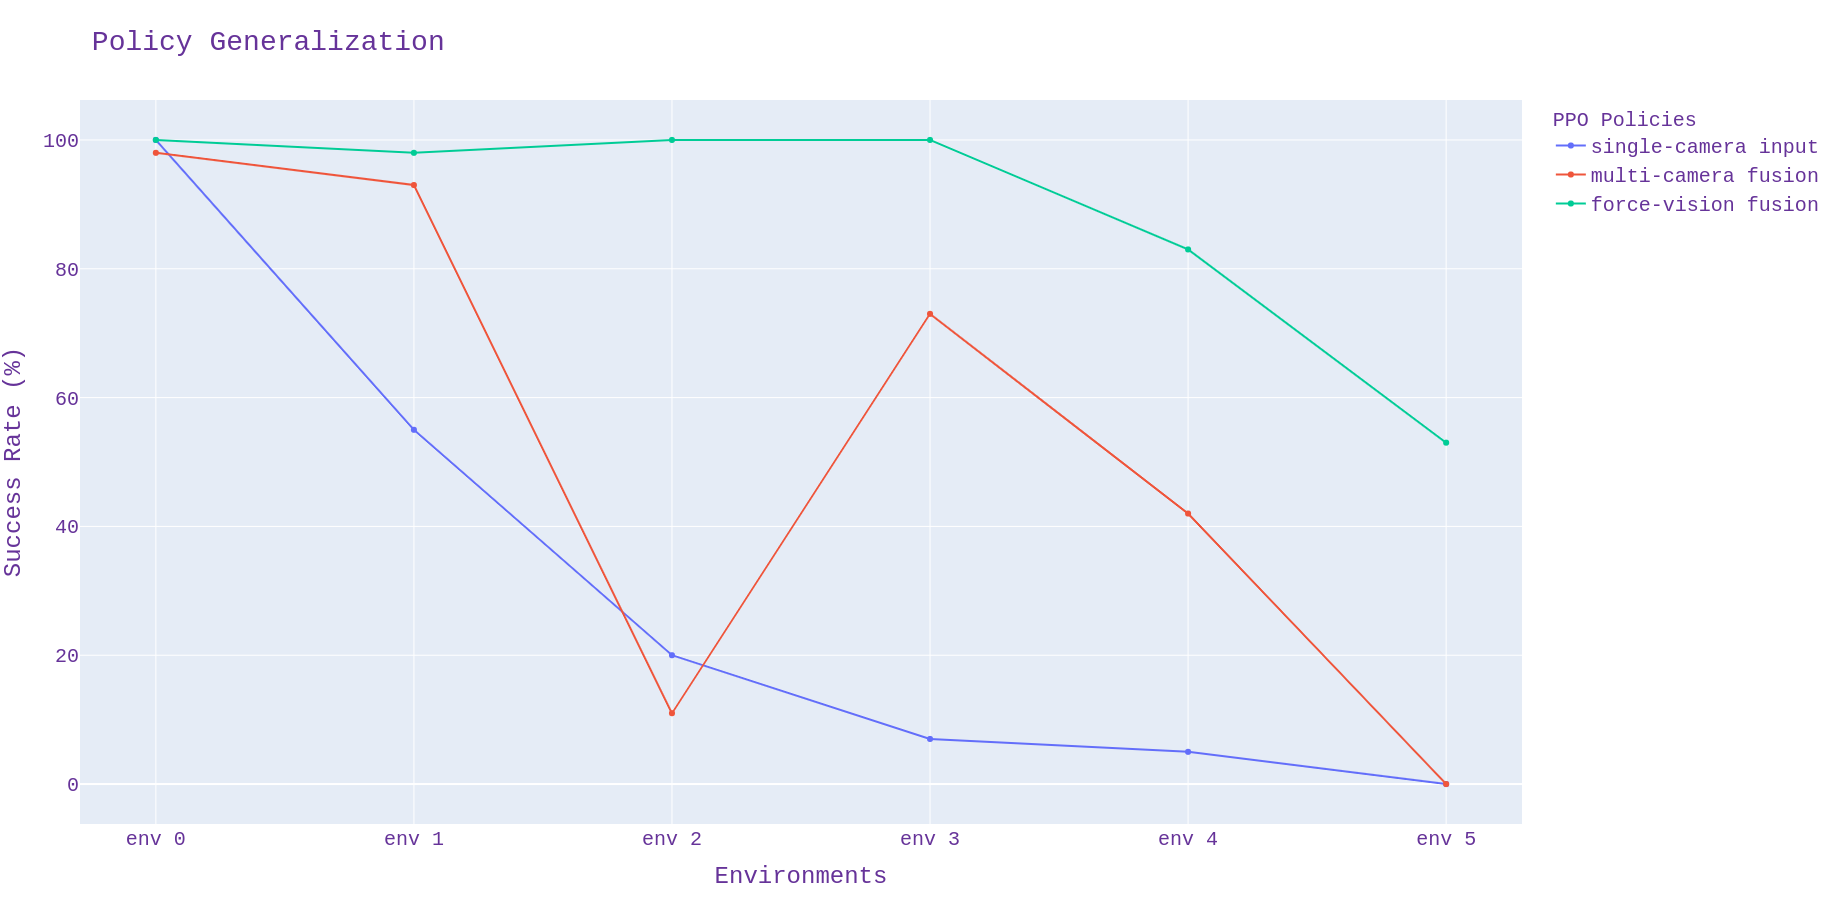 Policy Generalization
PPO Policies
single-camera input
multi-camera fusion
force-vision fusion
Success Rate (%)
100
80
60
40
20
0
env 0
env 1
env 2
env 3
env 4
env 5
Environments